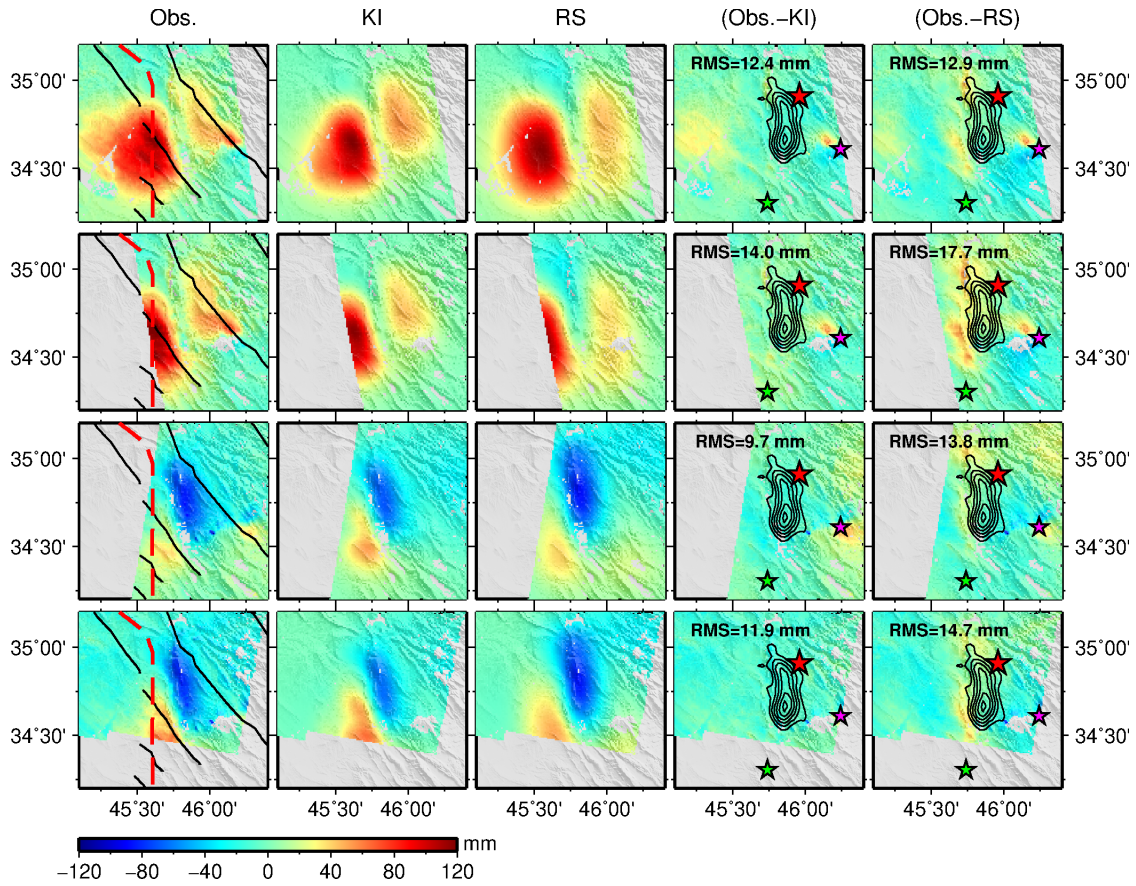 Obs. KI RS (Obs.−KI) (Obs.−RS)
35˚00' RMS=12.4 mm RMS=12.9 mm 35˚00'
34˚30' 34˚30'
35˚00' RMS=14.0 mm RMS=17.7 mm 35˚00'
34˚30' 34˚30'
35˚00' RMS=9.7 mm RMS=13.8 mm 35˚00'
34˚30' 34˚30'
35˚00' RMS=11.9 mm RMS=14.7 mm 35˚00'
34˚30' 34˚30'
45˚30' 46˚00' 45˚30' 46˚00' 45˚30' 46˚00' 45˚30' 46˚00' 45˚30' 46˚00'
mm
−120 −80 −40 0 40 80 120